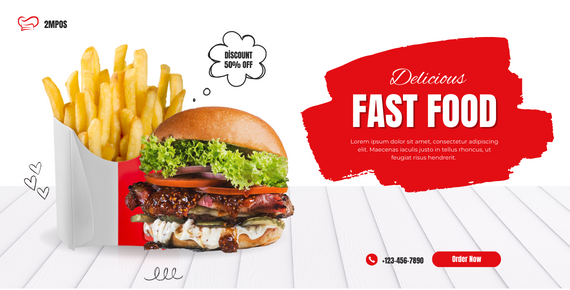 2MPOS
DISCOUNT
50% OFF
Delicious
FAST FOOD
Lorem ipsum dolor sit amet, consectetur adipiscing
elit. Maecenas iaculis justo in tellus rhoncus, ut
feugiat risus hendrerit.
+123-456-7890
Order Now